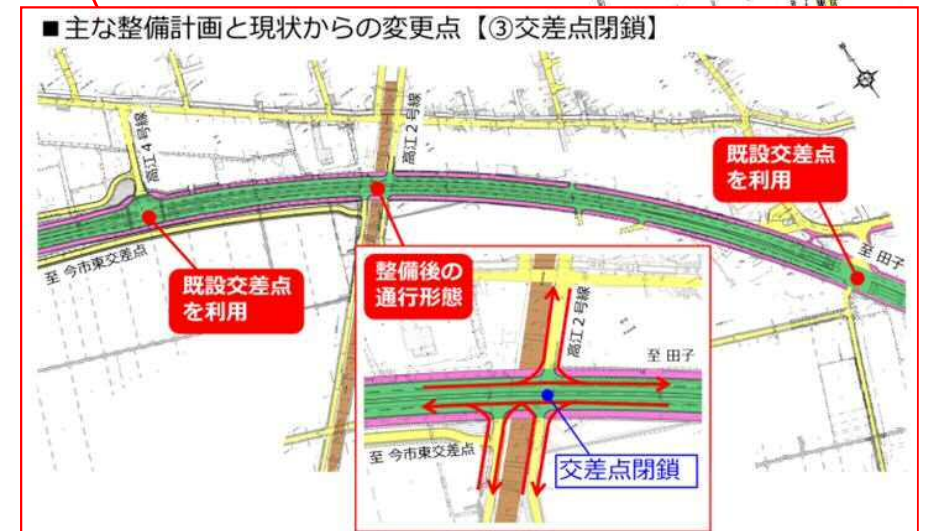 ■主な整備計画と現状からの変更点【③交差点閉鎖】
高江4号線
高江2号線
既設交差点
を利用
至 今市東交差点
既設交差点
を利用
至 田子
整備後の
通行形態
高江2号線
至 田子
至 今市東交差点
交差点閉鎖